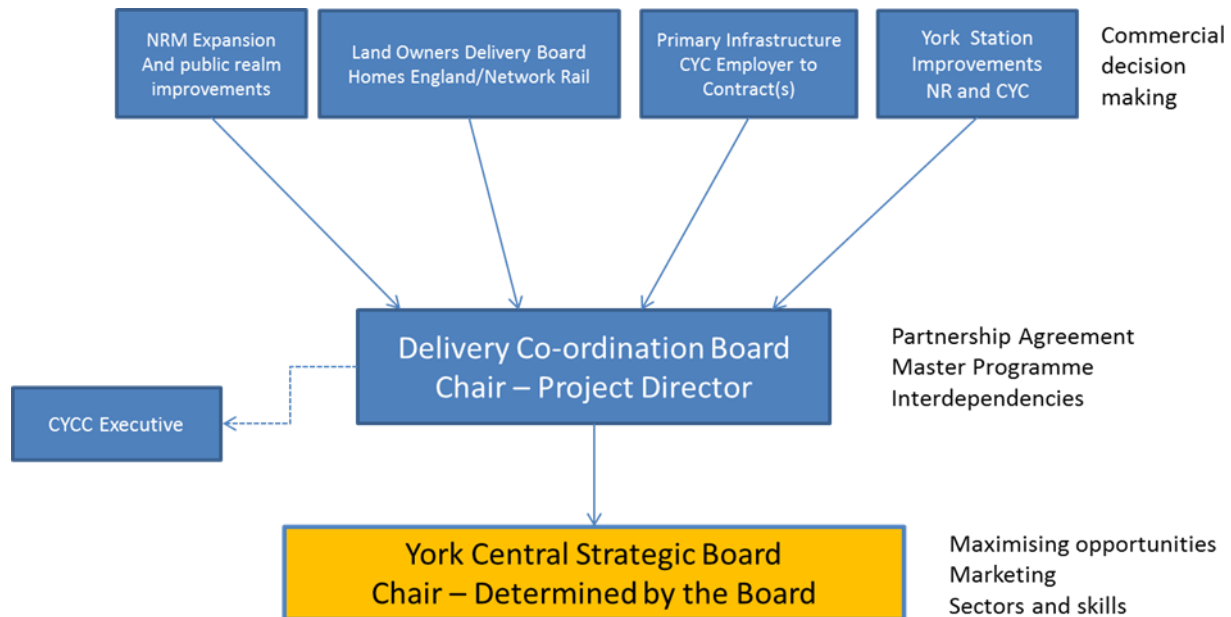 NRM Expansion
And public realm
improvements
Land Owners Delivery Board
Homes England/Network Rail
Primary Infrastructure
CYC Employer to
Contract(s)
York Station
Improvements
NR and CYC
Commercial
decision
making
Delivery Co-ordination Board
Chair – Project Director
Partnership Agreement
Master Programme
Interdependencies
CYCC Executive
York Central Strategic Board
Chair – Determined by the Board
Maximising opportunities
Marketing
Sectors and skills